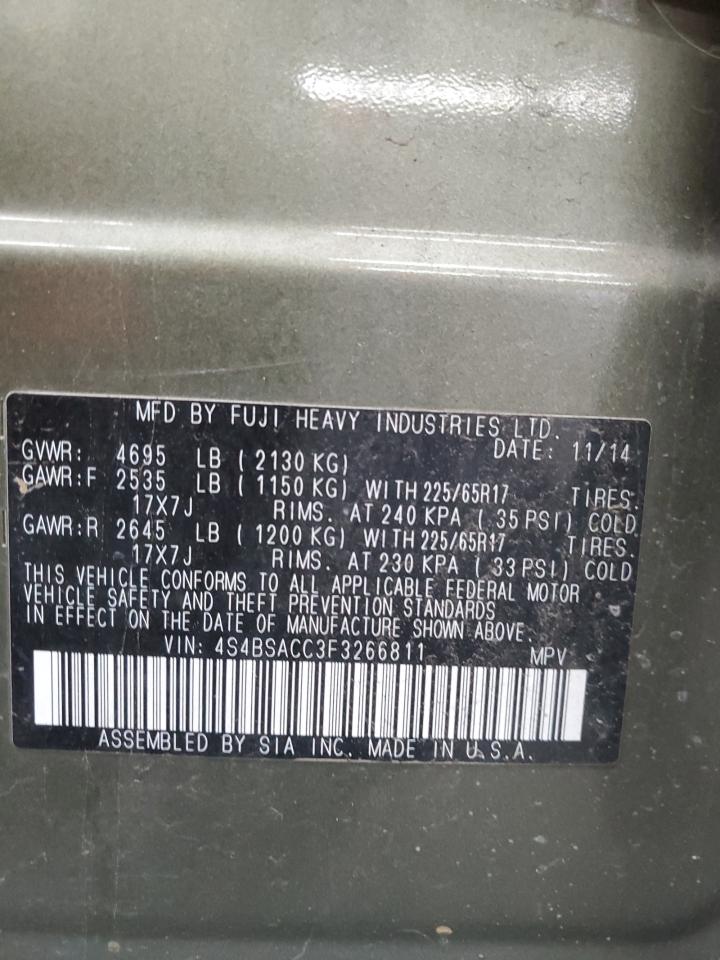 MFD BY FUJI HEAVY INDUSTRIES LTD.
DATE: 11/14
GVWR: 4695 LB ( 2130 KG)
GAWR:F 2535 LB ( 1150 KG) WITH 225/65R17 TIRES.
17X7J RIMS. AT 240 KPA ( 35 PSI) COLD
GAWR:R 2645 LB ( 1200 KG) WITH 225/65R17 TIRES.
17X7J RIMS. AT 230 KPA ( 33 PSI) COLD
THIS VEHICLE CONFORMS TO ALL APPLICABLE FEDERAL MOTOR
VEHICLE SAFETY AND THEFT PREVENTION STANDARDS
IN EFFECT ON THE DATE OF MANUFACTURE SHOWN ABOVE.
VIN: 4S4BSACC3F3266811 MPV
ASSEMBLED BY SIA INC. MADE IN U.S.A.